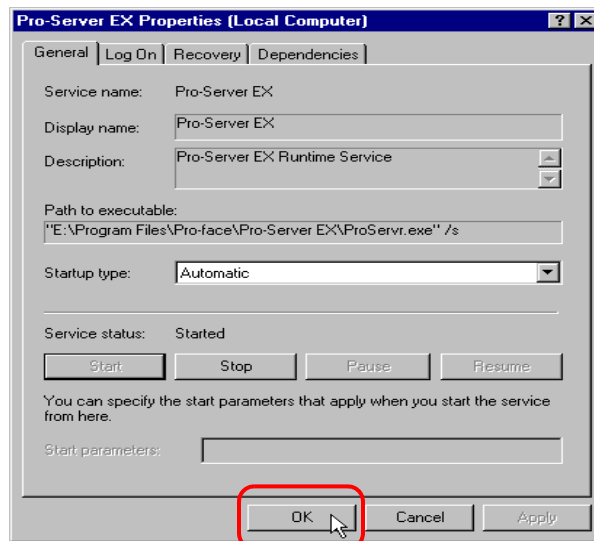 Pro-Server EX Properties (Local Computer)
General Log On Recovery Dependencies
Service name: Pro-Server EX
Display name: Pro-Server EX
Description: Pro-Server EX Runtime Service
Path to executable:
"E:\Program Files\Pro-face\Pro-Server EX\ProServr.exe" /s
Startup type: Automatic
Service status: Started
Start Stop Pause Resume
You can specify the start parameters that apply when you start the service
from here.
Start parameters:
OK Cancel Apply